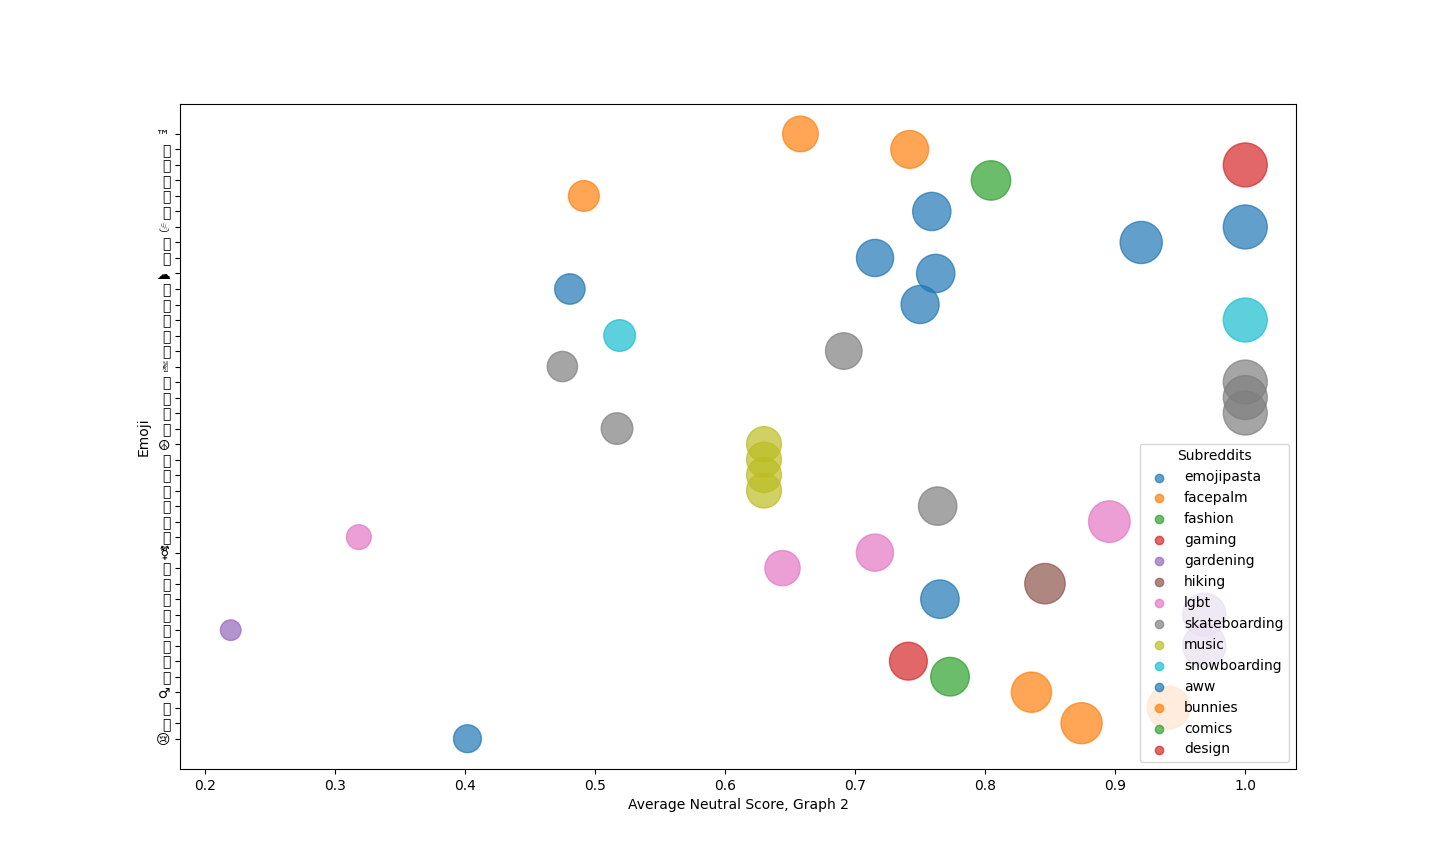 ™
☁
Emoji
☮
⚧
♂
☹
0.2 0.3 0.4 0.5 0.6 0.7 0.8 0.9 1.0
Average Neutral Score, Graph 2
Subreddits
emojipasta
facepalm
fashion
gaming
gardening
hiking
lgbt
skateboarding
music
snowboarding
aww
bunnies
comics
design